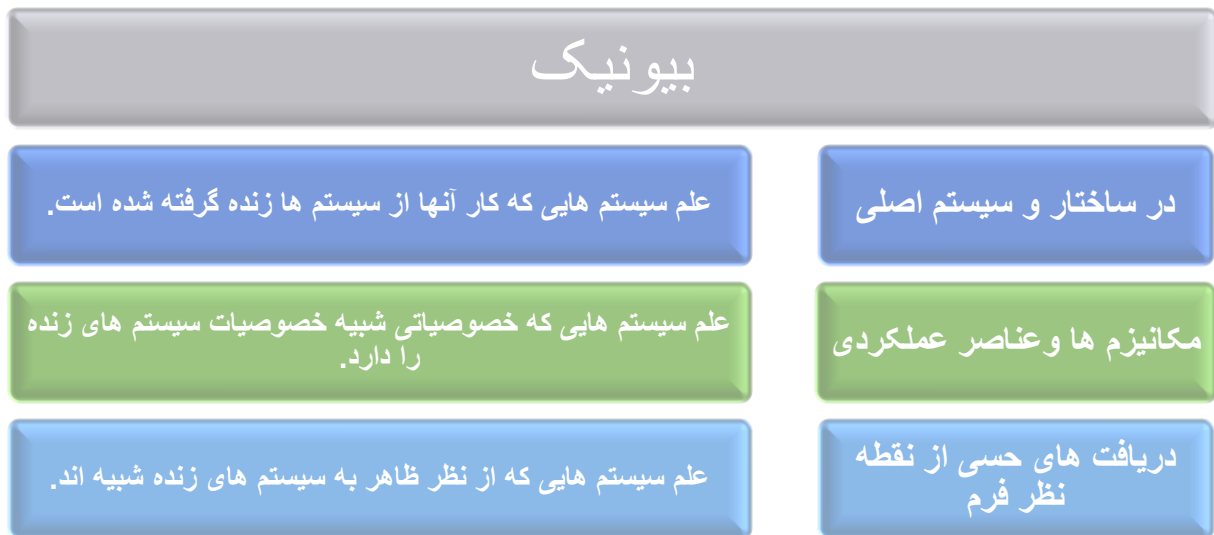 بیونیک
در ساختار و سیستم اصلی
علم سیستم هایی که کار آنها از سیستم ها زنده گرفته شده است.
مکانیزم ها وعناصر عملکردی
علم سیستم هایی که خصوصیاتی شبیه خصوصیات سیستم های زنده
را دارد.
دریافت های حسی از نقطه
نظر فرم
علم سیستم هایی که از نظر ظاهر به سیستم های زنده شبیه اند.